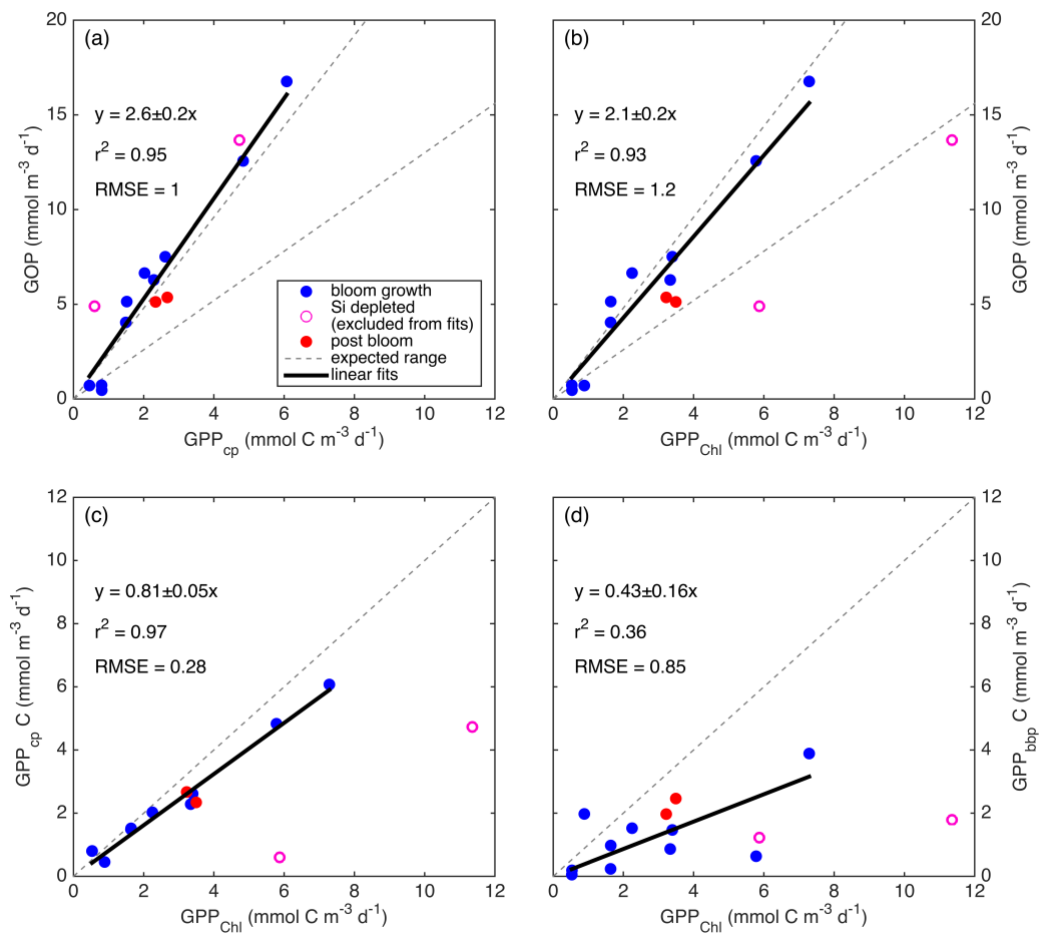 (a)
y = 2.6±0.2x
r² = 0.95
RMSE = 1
bloom growth
Si depleted
(excluded from fits)
post bloom
expected range
linear fits
GOP (mmol m⁻³ d⁻¹)
0
5
10
15
20
0 2 4 6 8 10 12
GPP_cp (mmol C m⁻³ d⁻¹)
(b)
y = 2.1±0.2x
r² = 0.93
RMSE = 1.2
GOP (mmol m⁻³ d⁻¹)
20
15
10
5
0
0 2 4 6 8 10 12
GPP_Chl (mmol C m⁻³ d⁻¹)
(c)
y = 0.81±0.05x
r² = 0.97
RMSE = 0.28
GPP_cp C (mmol m⁻³ d⁻¹)
12
10
8
6
4
2
0
0 2 4 6 8 10 12
GPP_Chl (mmol C m⁻³ d⁻¹)
(d)
y = 0.43±0.16x
r² = 0.36
RMSE = 0.85
GPP_bbp C (mmol m⁻³ d⁻¹)
12
10
8
6
4
2
0
0 2 4 6 8 10 12
GPP_Chl (mmol C m⁻³ d⁻¹)